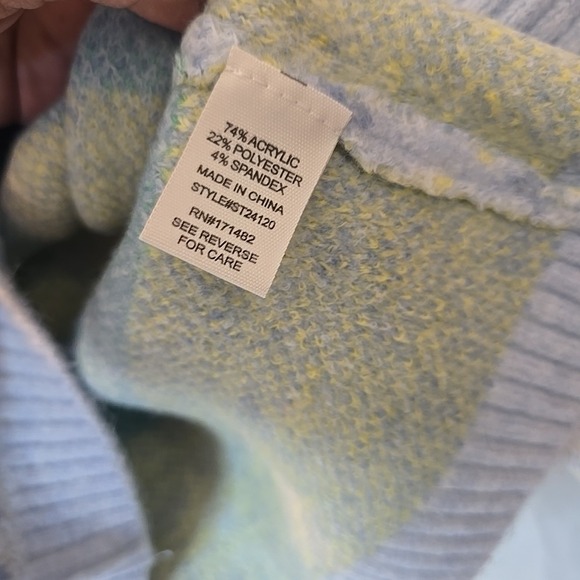 74% ACRYLIC
22% POLYESTER
4% SPANDEX
MADE IN CHINA
STYLE#ST24120
RN#171482
SEE REVERSE
FOR CARE